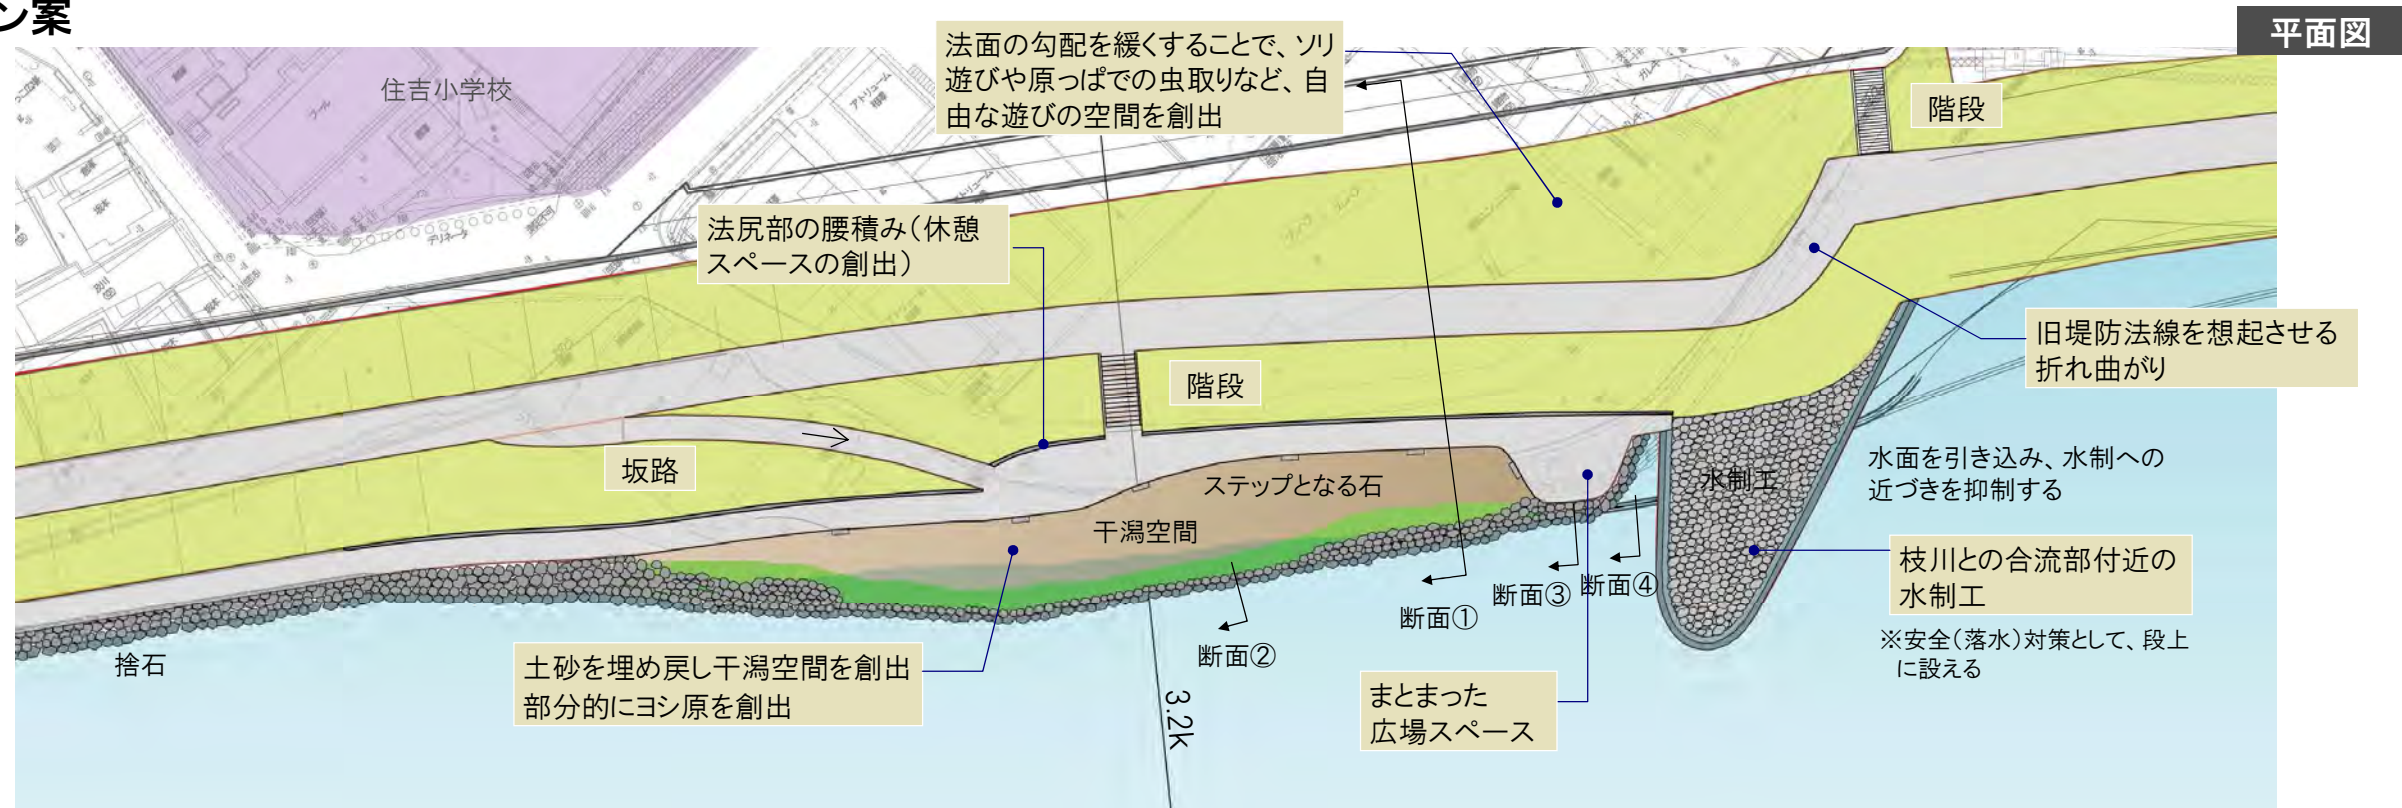 ン案
平面図
住吉小学校
プール
法面の勾配を緩くすることで、ソリ
遊びや原っぱでの虫取りなど、自
由な遊びの空間を創出
階段
法尻部の腰積み（休憩
スペースの創出）
デリネータ
旧堤防法線を想起させる
折れ曲がり
階段
坂路
ステップとなる石
水制工
水面を引き込み、水制への
近づきを抑制する
干潟空間
枝川との合流部付近の
水制工
※安全（落水）対策として、段上
に設える
断面①
断面②
断面③
断面④
捨石
土砂を埋め戻し干潟空間を創出
部分的にヨシ原を創出
まとまった
広場スペース
3.2k